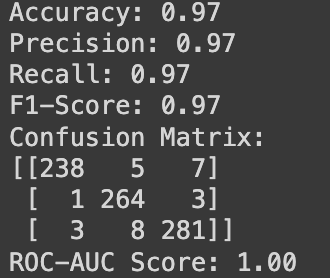 Accuracy: 0.97
Precision: 0.97
Recall: 0.97
F1-Score: 0.97
Confusion Matrix:
[[238   5   7]
 [  1 264   3]
 [  3   8 281]]
ROC-AUC Score: 1.00